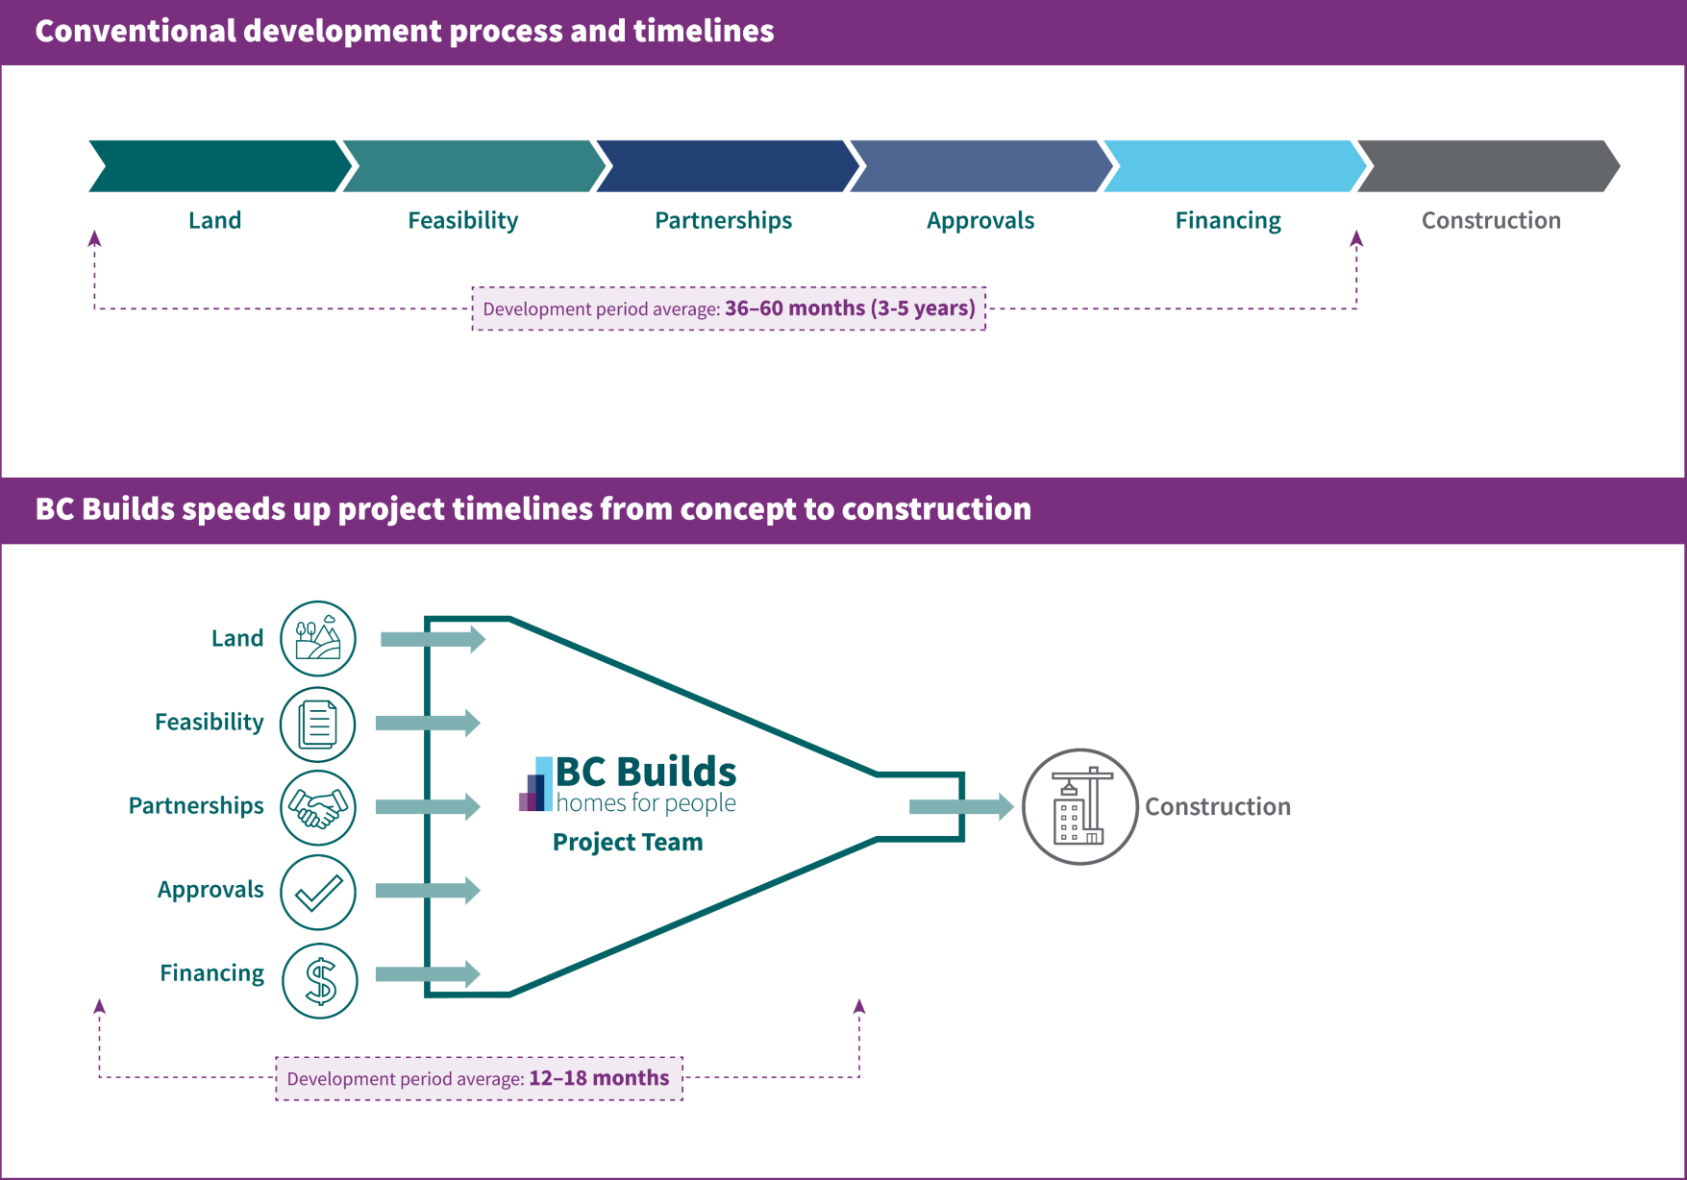 Conventional development process and timelines
Land
Feasibility
Partnerships
Approvals
Financing
Construction
Development period average: 36–60 months (3-5 years)
BC Builds speeds up project timelines from concept to construction
Land
Feasibility
Partnerships
Approvals
Financing
BC Builds
homes for people
Project Team
Construction
Development period average: 12–18 months